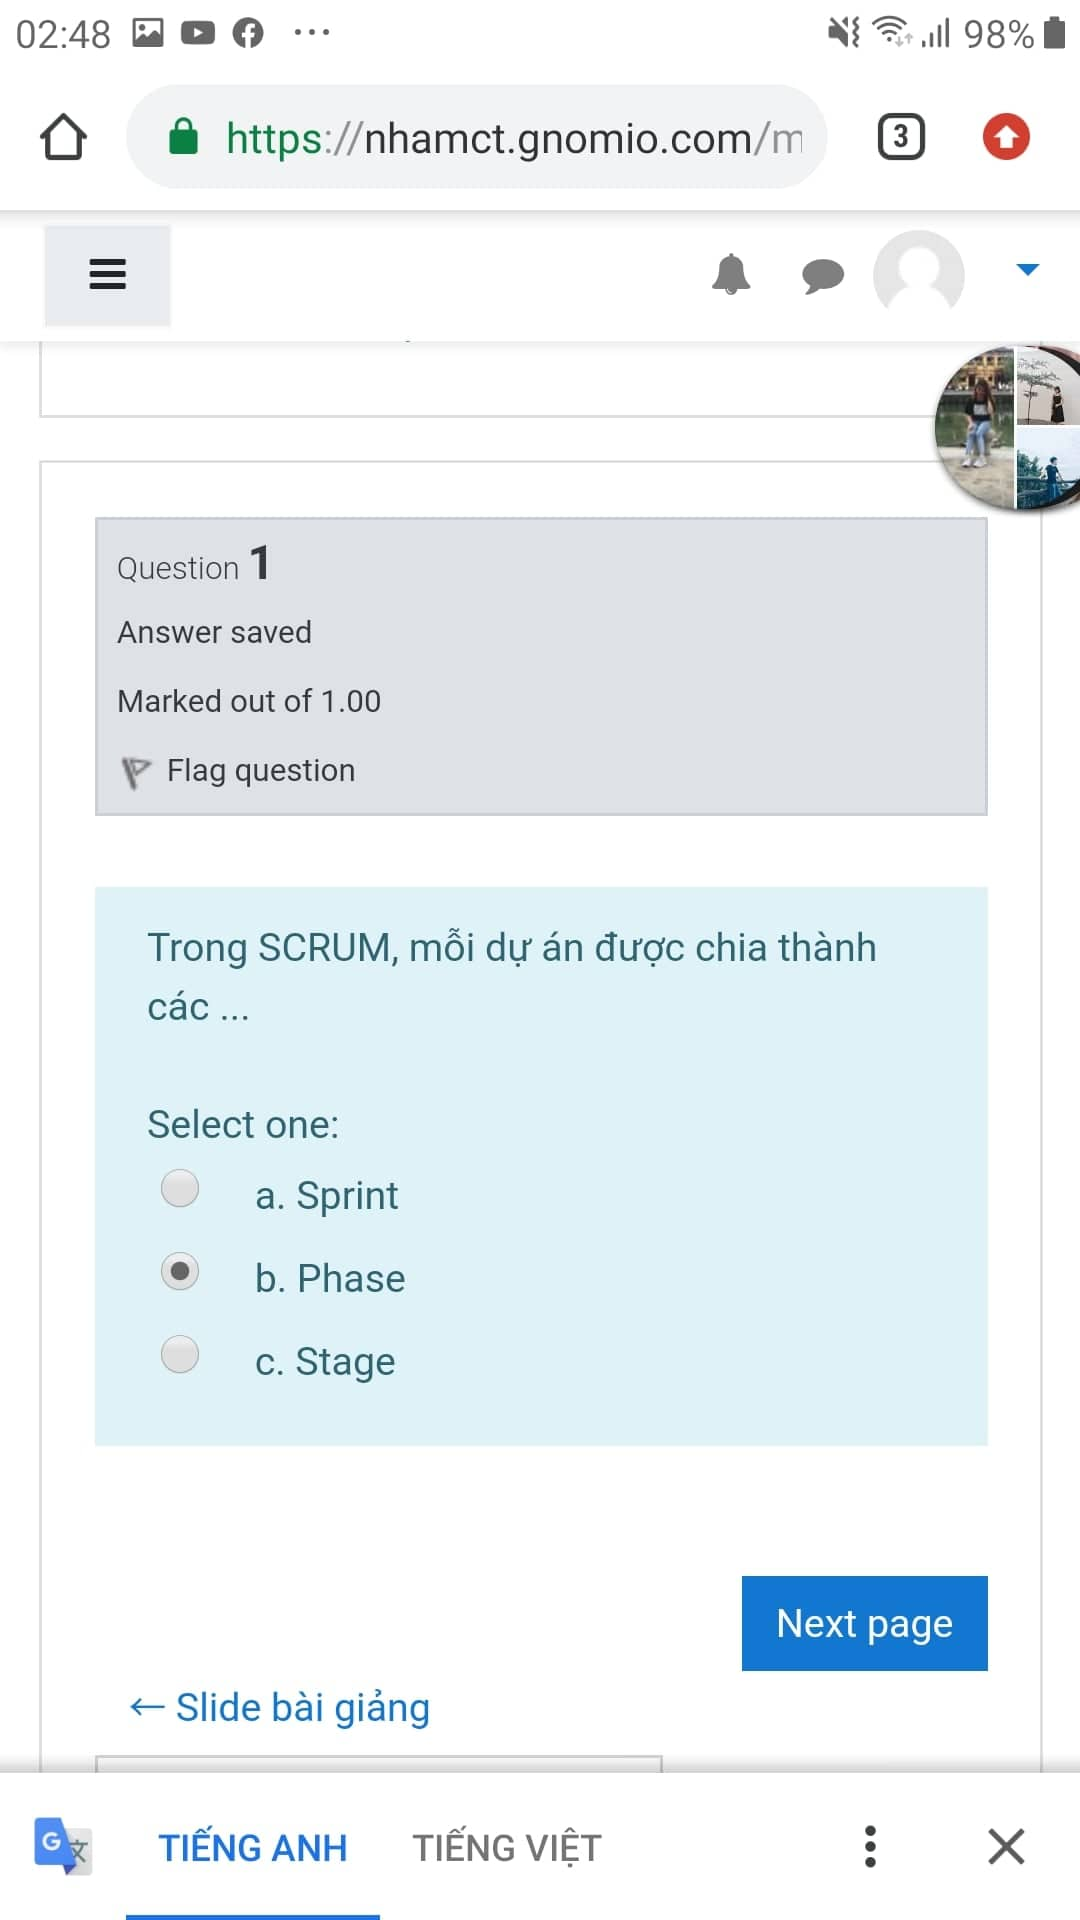 02:48
98%
https://nhamct.gnomio.com/m
3
Question 1
Answer saved
Marked out of 1.00
Flag question
Trong SCRUM, mỗi dự án được chia thành
các ...
Select one:
a. Sprint
b. Phase
c. Stage
Next page
← Slide bài giảng
G 文
TIẾNG ANH
TIẾNG VIỆT